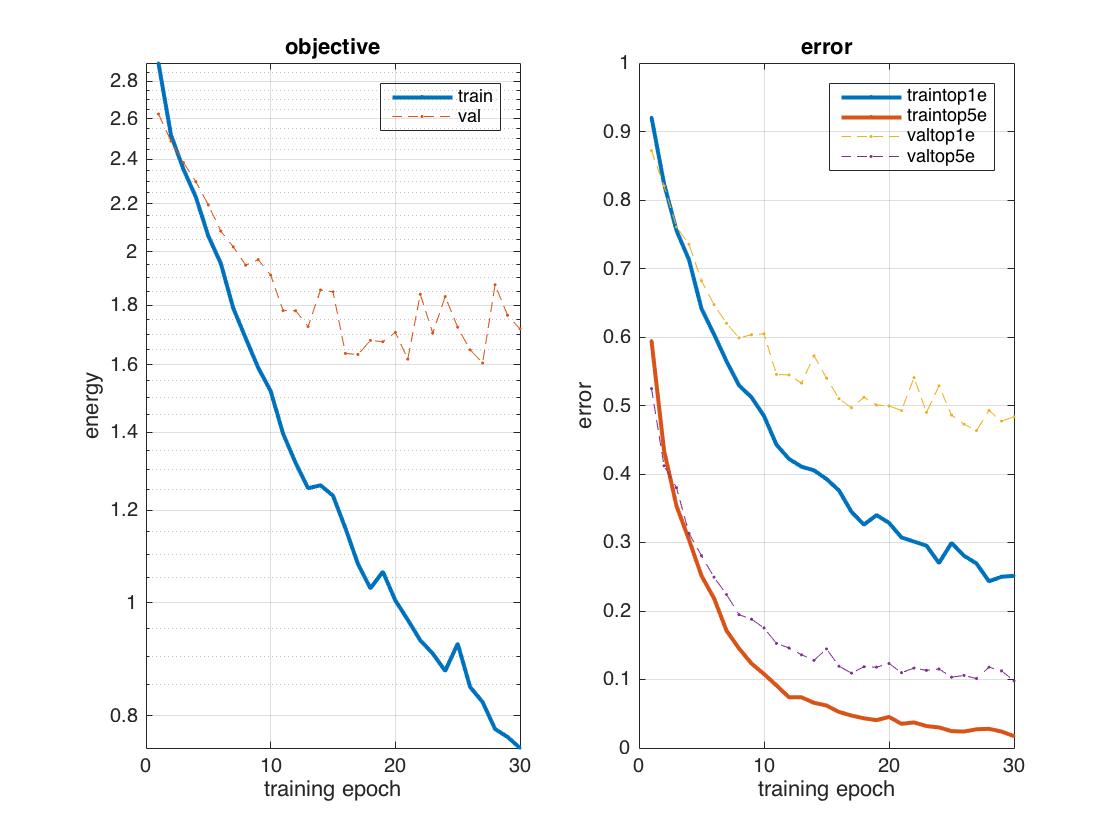 objective
energy
2.8
2.6
2.4
2.2
2
1.8
1.6
1.4
1.2
1
0.8
0
10
20
30
training epoch
train
val
error
error
1
0.9
0.8
0.7
0.6
0.5
0.4
0.3
0.2
0.1
0
0
10
20
30
training epoch
traintop1e
traintop5e
valtop1e
valtop5e